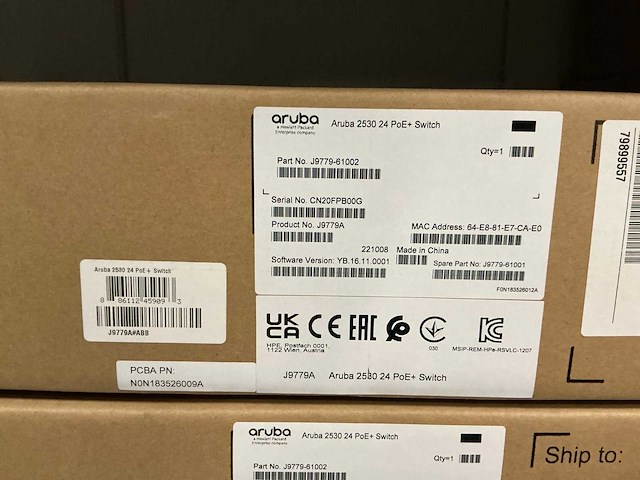 aruba
a Hewlett Packard
Enterprise company
Aruba 2530 24 PoE+ Switch
Qty=1
Part No. J9779-61002
Serial No. CN20FPB00G
Product No. J9779A
MAC Address: 64-E8-81-E7-CA-E0
221008 Made in China
Software Version: YB.16.11.0001
Spare Part No: J9779-61001
F0N183526012A
79899557
Aruba 2530 24 PoE+ Switch
8 86112 45909 3
J9779A#ABB
UK
CA CE EAC
030
MSIP-REM-HPe-RSVLC-1207
HPE, Postfach 0001,
1122 Wien, Austria
J9779A Aruba 2530 24 PoE+ Switch
PCBA PN:
N0N183526009A
aruba
a Hewlett Packard
Enterprise company
Aruba 2530 24 PoE+ Switch
Qty=1
Part No. J9779-61002
Ship to: